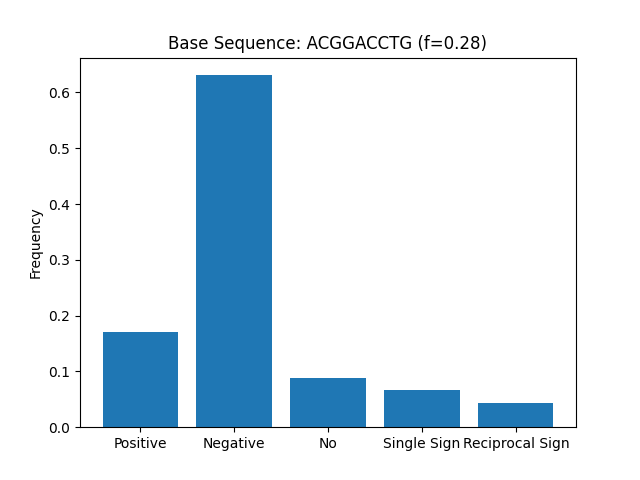 Base Sequence: ACGGACCTG (f=0.28)
0.6
0.5
0.4
0.3
0.2
0.1
0.0
Frequency
Positive Negative No Single Sign Reciprocal Sign